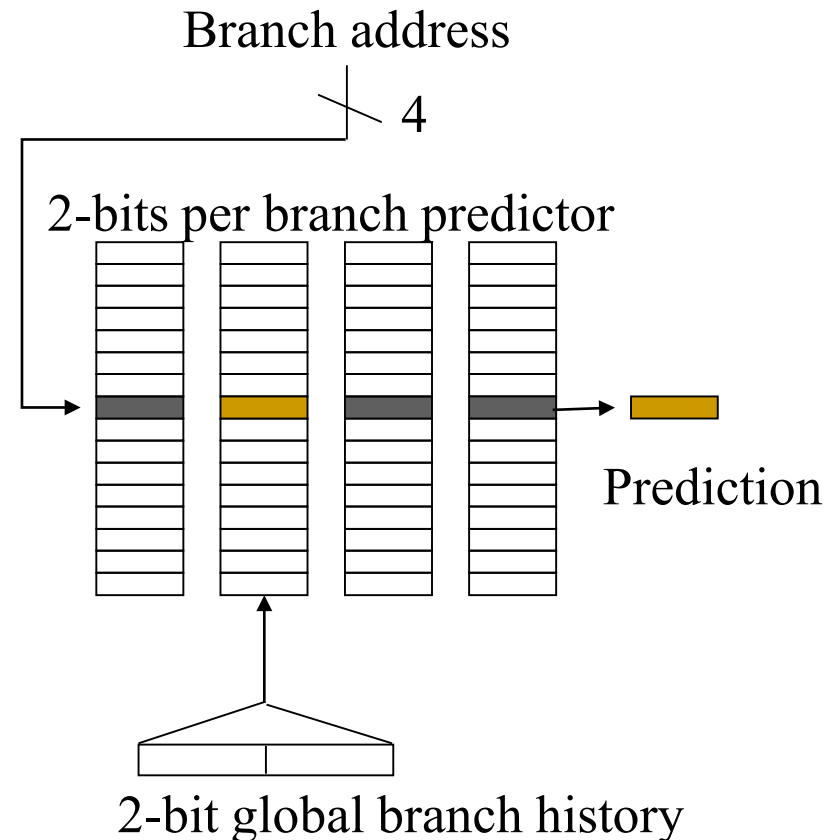 Branch address
4
2-bits per branch predictor
Prediction
2-bit global branch history